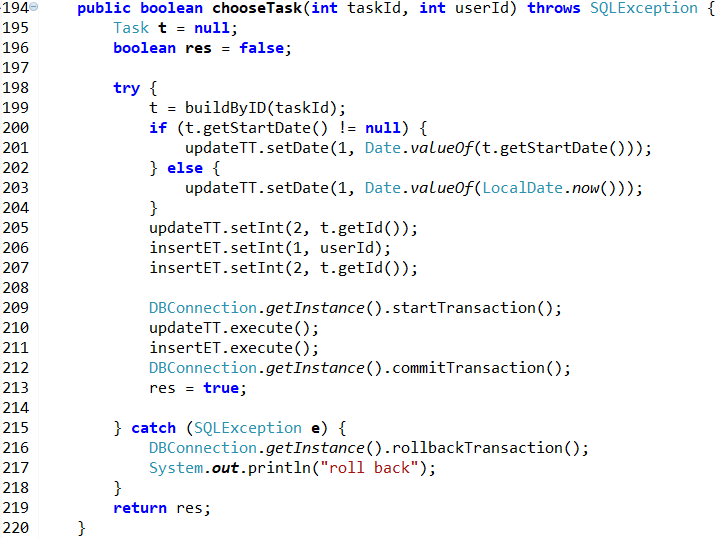 194    public boolean chooseTask(int taskId, int userId) throws SQLException {
195        Task t = null;
196        boolean res = false;
197
198        try {
199            t = buildByID(taskId);
200            if (t.getStartDate() != null) {
201                updateTT.setDate(1, Date.valueOf(t.getStartDate()));
202            } else {
203                updateTT.setDate(1, Date.valueOf(LocalDate.now()));
204            }
205            updateTT.setInt(2, t.getId());
206            insertET.setInt(1, userId);
207            insertET.setInt(2, t.getId());
208
209            DBConnection.getInstance().startTransaction();
210            updateTT.execute();
211            insertET.execute();
212            DBConnection.getInstance().commitTransaction();
213            res = true;
214
215        } catch (SQLException e) {
216            DBConnection.getInstance().rollbackTransaction();
217            System.out.println("roll back");
218        }
219        return res;
220    }